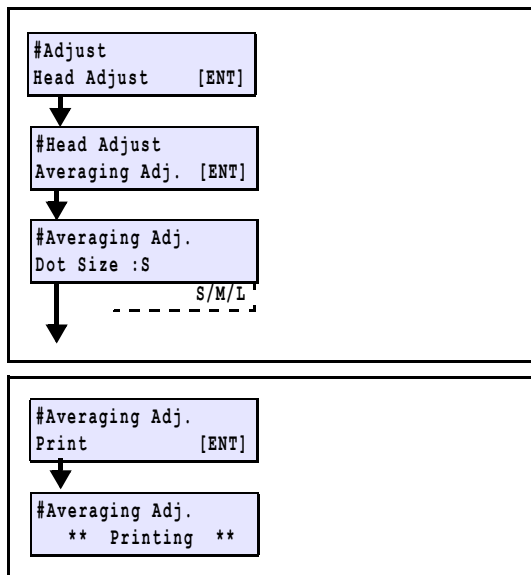 #Adjust
Head Adjust [ENT]
#Head Adjust
Averaging Adj. [ENT]
#Averaging Adj.
Dot Size :S
S/M/L
#Averaging Adj.
Print [ENT]
#Averaging Adj.
** Printing **